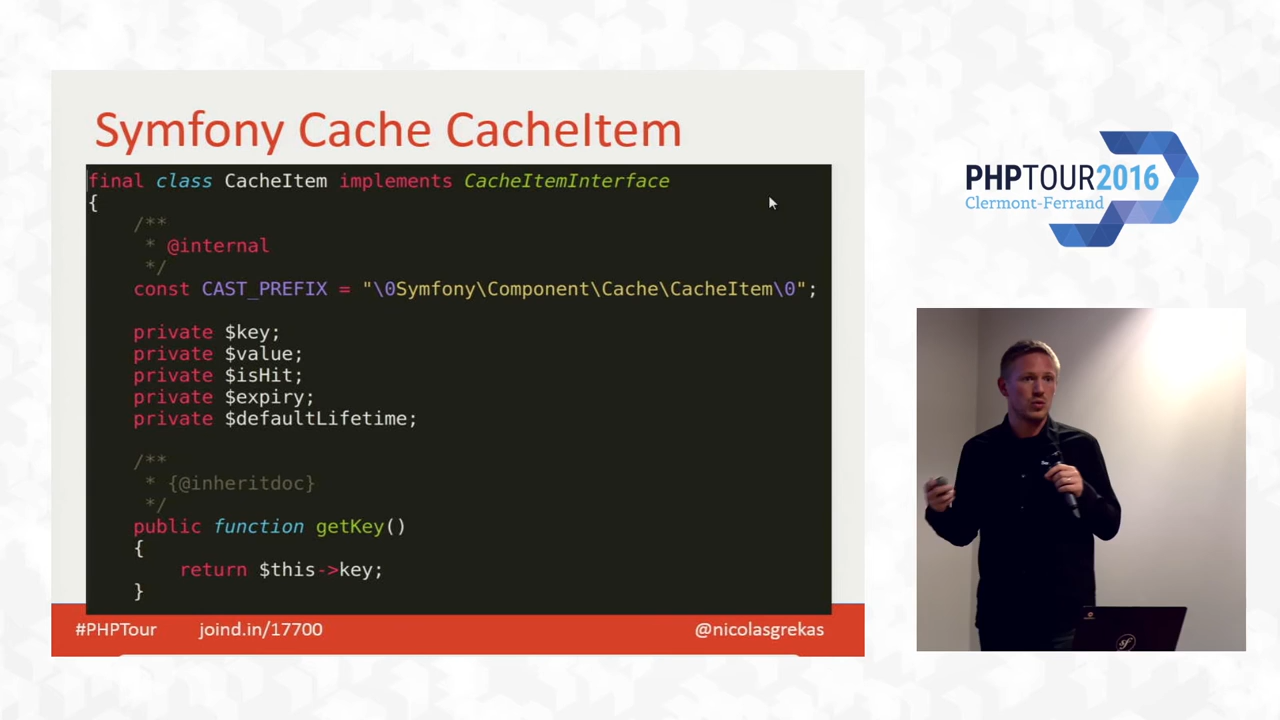 Symfony Cache CacheItem
final class CacheItem implements CacheItemInterface
{
    /**
     * @internal
     */
    const CAST_PREFIX = "\0Symfony\Component\Cache\CacheItem\0";

    private $key;
    private $value;
    private $isHit;
    private $expiry;
    private $defaultLifetime;

    /**
     * {@inheritdoc}
     */
    public function getKey()
    {
        return $this->key;
    }
#PHPTour joind.in/17700 @nicolasgrekas
PHPTOUR2016
Clermont-Ferrand